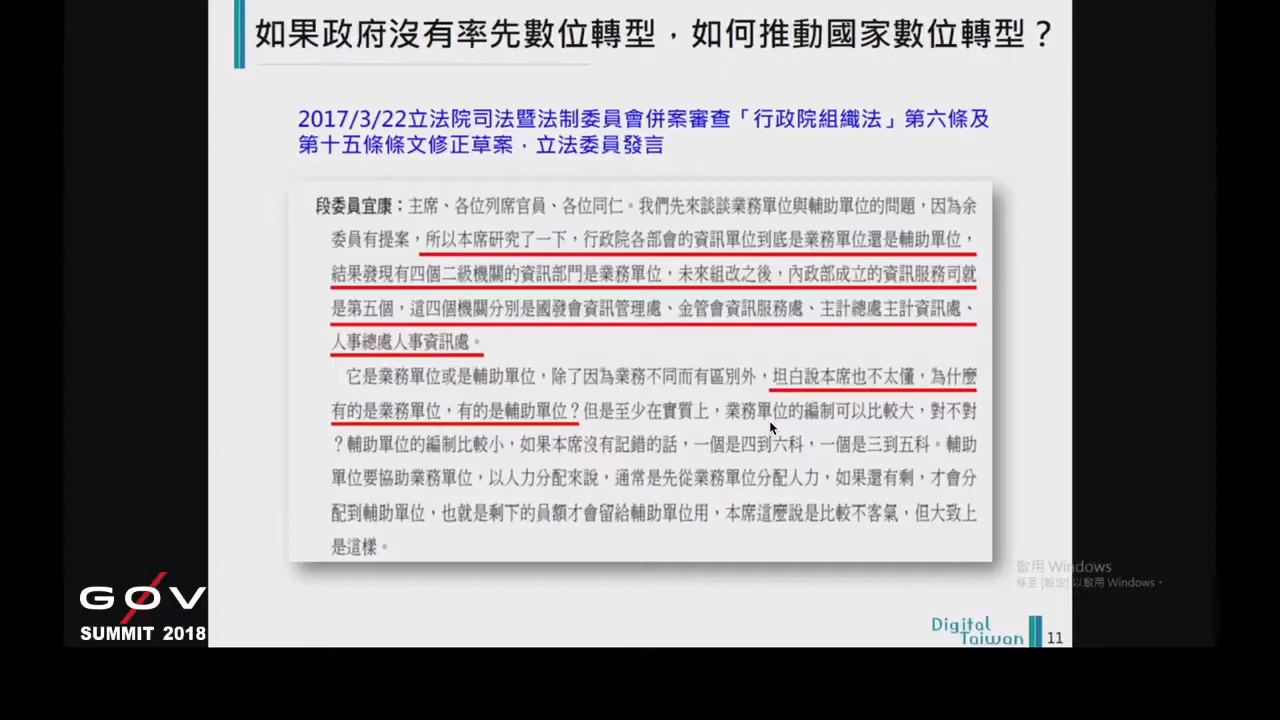 如果政府沒有率先數位轉型，如何推動國家數位轉型？
2017/3/22立法院司法暨法制委員會併案審查「行政院組織法」第六條及
第十五條條文修正草案，立法委員發言
段委員宜康：主席、各位列席官員、各位同仁。我們先來談談業務單位與輔助單位的問題，因為余
委員有提案，所以本席研究了一下，行政院各部會的資訊單位到底是業務單位還是輔助單位，
結果發現有四個二級機關的資訊部門是業務單位，未來組改之後，內政部成立的資訊服務司就
是第五個，這四個機關分別是國發會資訊管理處、金管會資訊服務處、主計總處主計資訊處、
人事總處人事資訊處。
它是業務單位或是輔助單位，除了因為業務不同而有區別外，坦白說本席也不太懂，為什麼
有的是業務單位，有的是輔助單位？但是至少在實質上，業務單位的編制可以比較大，對不對
？輔助單位的編制比較小，如果本席沒有記錯的話，一個是四到六科，一個是三到五科。輔助
單位要協助業務單位，以人力分配來說，通常是先從業務單位分配人力，如果還有剩，才會分
配到輔助單位，也就是剩下的員額才會留給輔助單位用，本席這麼說是比較不客氣，但大致上
是這樣。
啟用 Windows
移至 [設定] 以啟用 Windows。
GØV
SUMMIT 2018
Digital
Taiwan
11